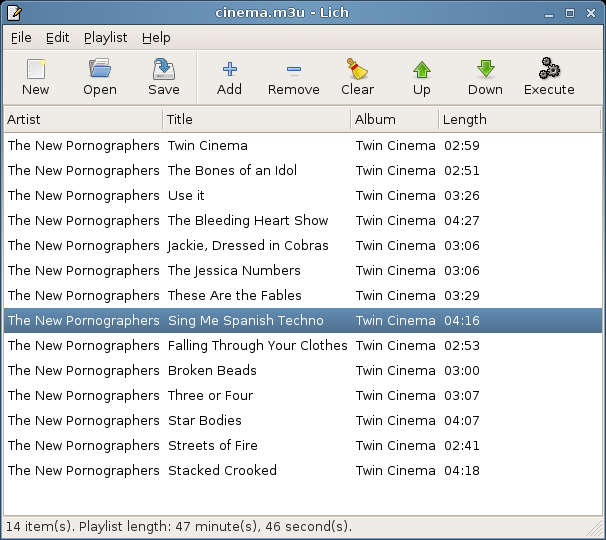 cinema.m3u - Lich
File Edit Playlist Help
New Open Save Add Remove Clear Up Down Execute
Artist Title Album Length
The New Pornographers Twin Cinema Twin Cinema 02:59
The New Pornographers The Bones of an Idol Twin Cinema 02:51
The New Pornographers Use it Twin Cinema 03:26
The New Pornographers The Bleeding Heart Show Twin Cinema 04:27
The New Pornographers Jackie, Dressed in Cobras Twin Cinema 03:06
The New Pornographers The Jessica Numbers Twin Cinema 03:06
The New Pornographers These Are the Fables Twin Cinema 03:29
The New Pornographers Sing Me Spanish Techno Twin Cinema 04:16
The New Pornographers Falling Through Your Clothes Twin Cinema 02:53
The New Pornographers Broken Beads Twin Cinema 03:00
The New Pornographers Three or Four Twin Cinema 03:07
The New Pornographers Star Bodies Twin Cinema 04:07
The New Pornographers Streets of Fire Twin Cinema 02:41
The New Pornographers Stacked Crooked Twin Cinema 04:18
14 item(s). Playlist length: 47 minute(s), 46 second(s).